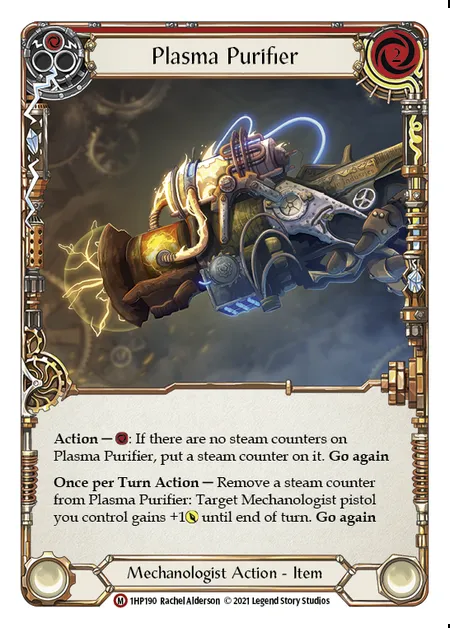 Plasma Purifier
2
Action — : If there are no steam counters on
Plasma Purifier, put a steam counter on it. Go again
Once per Turn Action — Remove a steam counter
from Plasma Purifier: Target Mechanologist pistol
you control gains +1 until end of turn. Go again
Mechanologist Action - Item
M 1HP190 Rachel Alderson © 2021 Legend Story Studios